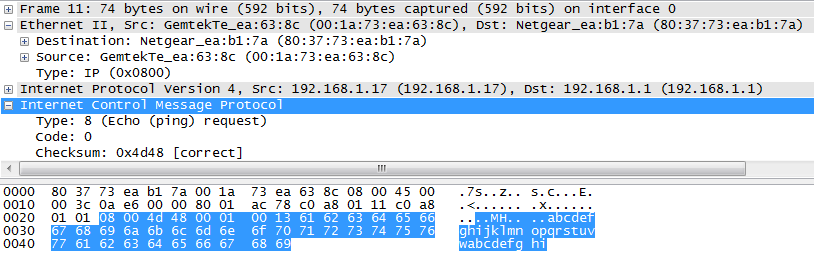 Frame 11: 74 bytes on wire (592 bits), 74 bytes captured (592 bits) on interface 0
Ethernet II, Src: GemtekTe_ea:63:8c (00:1a:73:ea:63:8c), Dst: Netgear_ea:b1:7a (80:37:73:ea:b1:7a)
Destination: Netgear_ea:b1:7a (80:37:73:ea:b1:7a)
Source: GemtekTe_ea:63:8c (00:1a:73:ea:63:8c)
Type: IP (0x0800)
Internet Protocol Version 4, Src: 192.168.1.17 (192.168.1.17), Dst: 192.168.1.1 (192.168.1.1)
Internet Control Message Protocol
Type: 8 (Echo (ping) request)
Code: 0
Checksum: 0x4d48 [correct]
0000 80 37 73 ea b1 7a 00 1a 73 ea 63 8c 08 00 45 00 .7s..z.. s.c...E.
0010 00 3c 0a e6 00 00 80 01 ac 78 c0 a8 01 11 c0 a8 .<...... .x......
0020 01 01 08 00 4d 48 00 01 00 13 61 62 63 64 65 66 ....MH.. ..abcdef
0030 67 68 69 6a 6b 6c 6d 6e 6f 70 71 72 73 74 75 76 ghijklmn opqrstuv
0040 77 61 62 63 64 65 66 67 68 69 wabcdefg hi